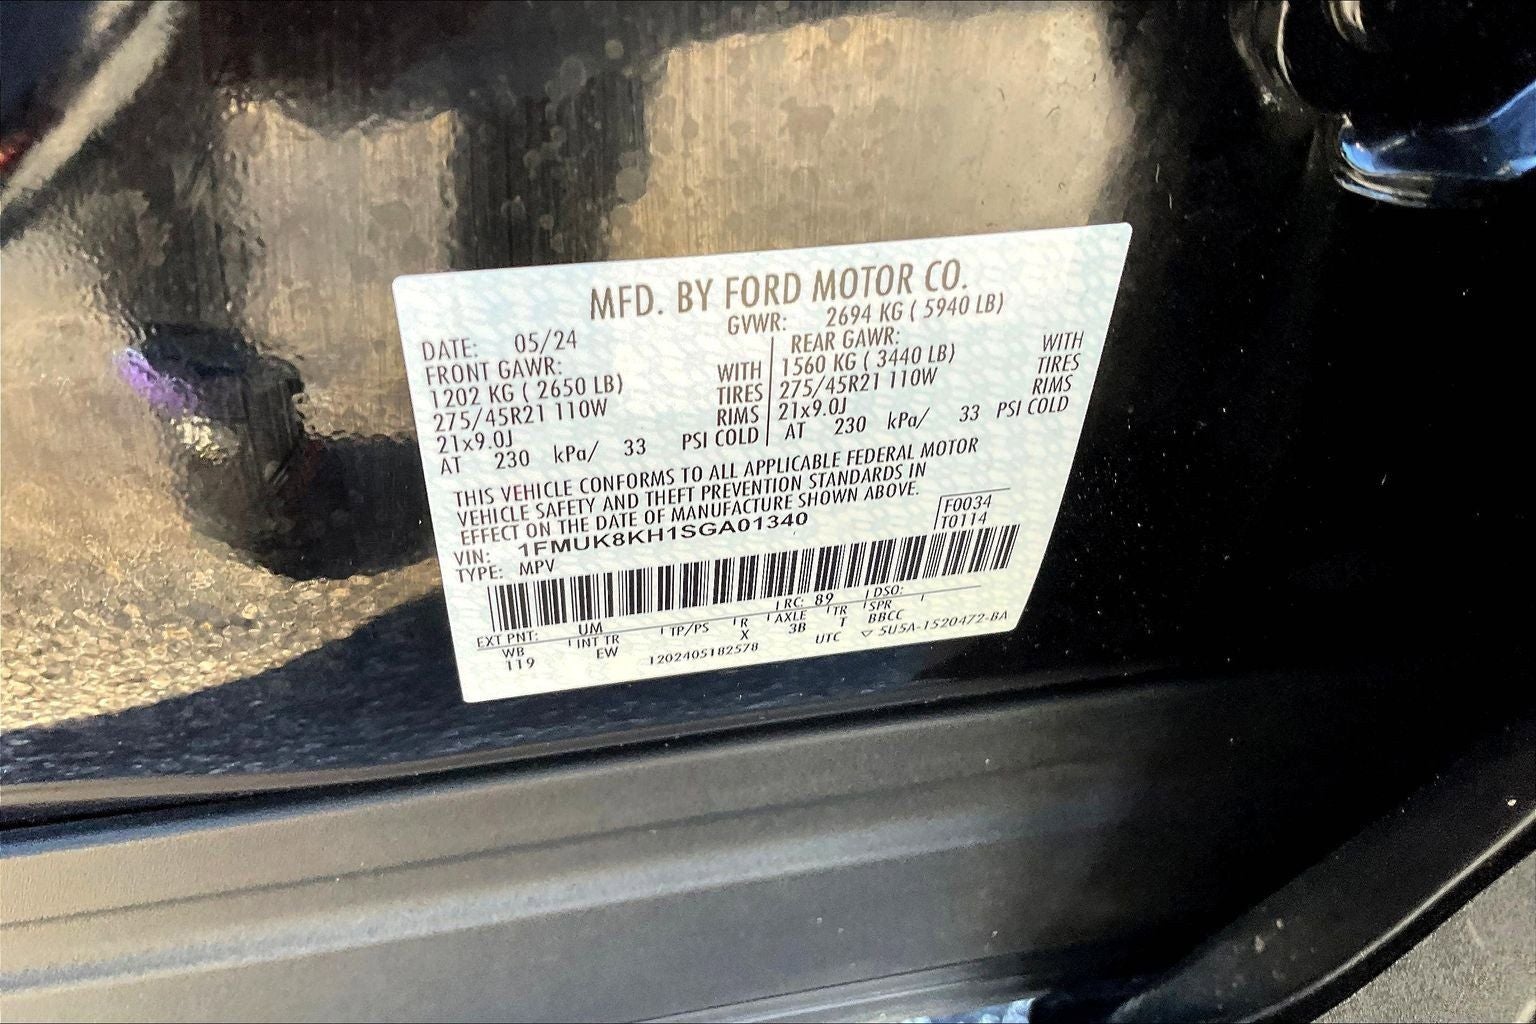 MFD. BY FORD MOTOR CO.
DATE: 05/24 GVWR: 2694 KG ( 5940 LB)
FRONT GAWR: REAR GAWR:
1202 KG ( 2650 LB) WITH 1560 KG ( 3440 LB) WITH
275/45R21 110W TIRES 275/45R21 110W TIRES
21x9.0J RIMS 21x9.0J RIMS
AT 230 kPa/ 33 PSI COLD AT 230 kPa/ 33 PSI COLD
THIS VEHICLE CONFORMS TO ALL APPLICABLE FEDERAL MOTOR
VEHICLE SAFETY AND THEFT PREVENTION STANDARDS IN
EFFECT ON THE DATE OF MANUFACTURE SHOWN ABOVE.
VIN: 1FMUK8KH1SGA01340 F0034
TYPE: MPV T0114
EXT PNT: UM RC: 89 DSO:
WB INT TR TP/PS R AXLE TR SPR
119 EW X 3B T BBCC
1202405182578 UTC ▽ 5U5A-1520472-BA